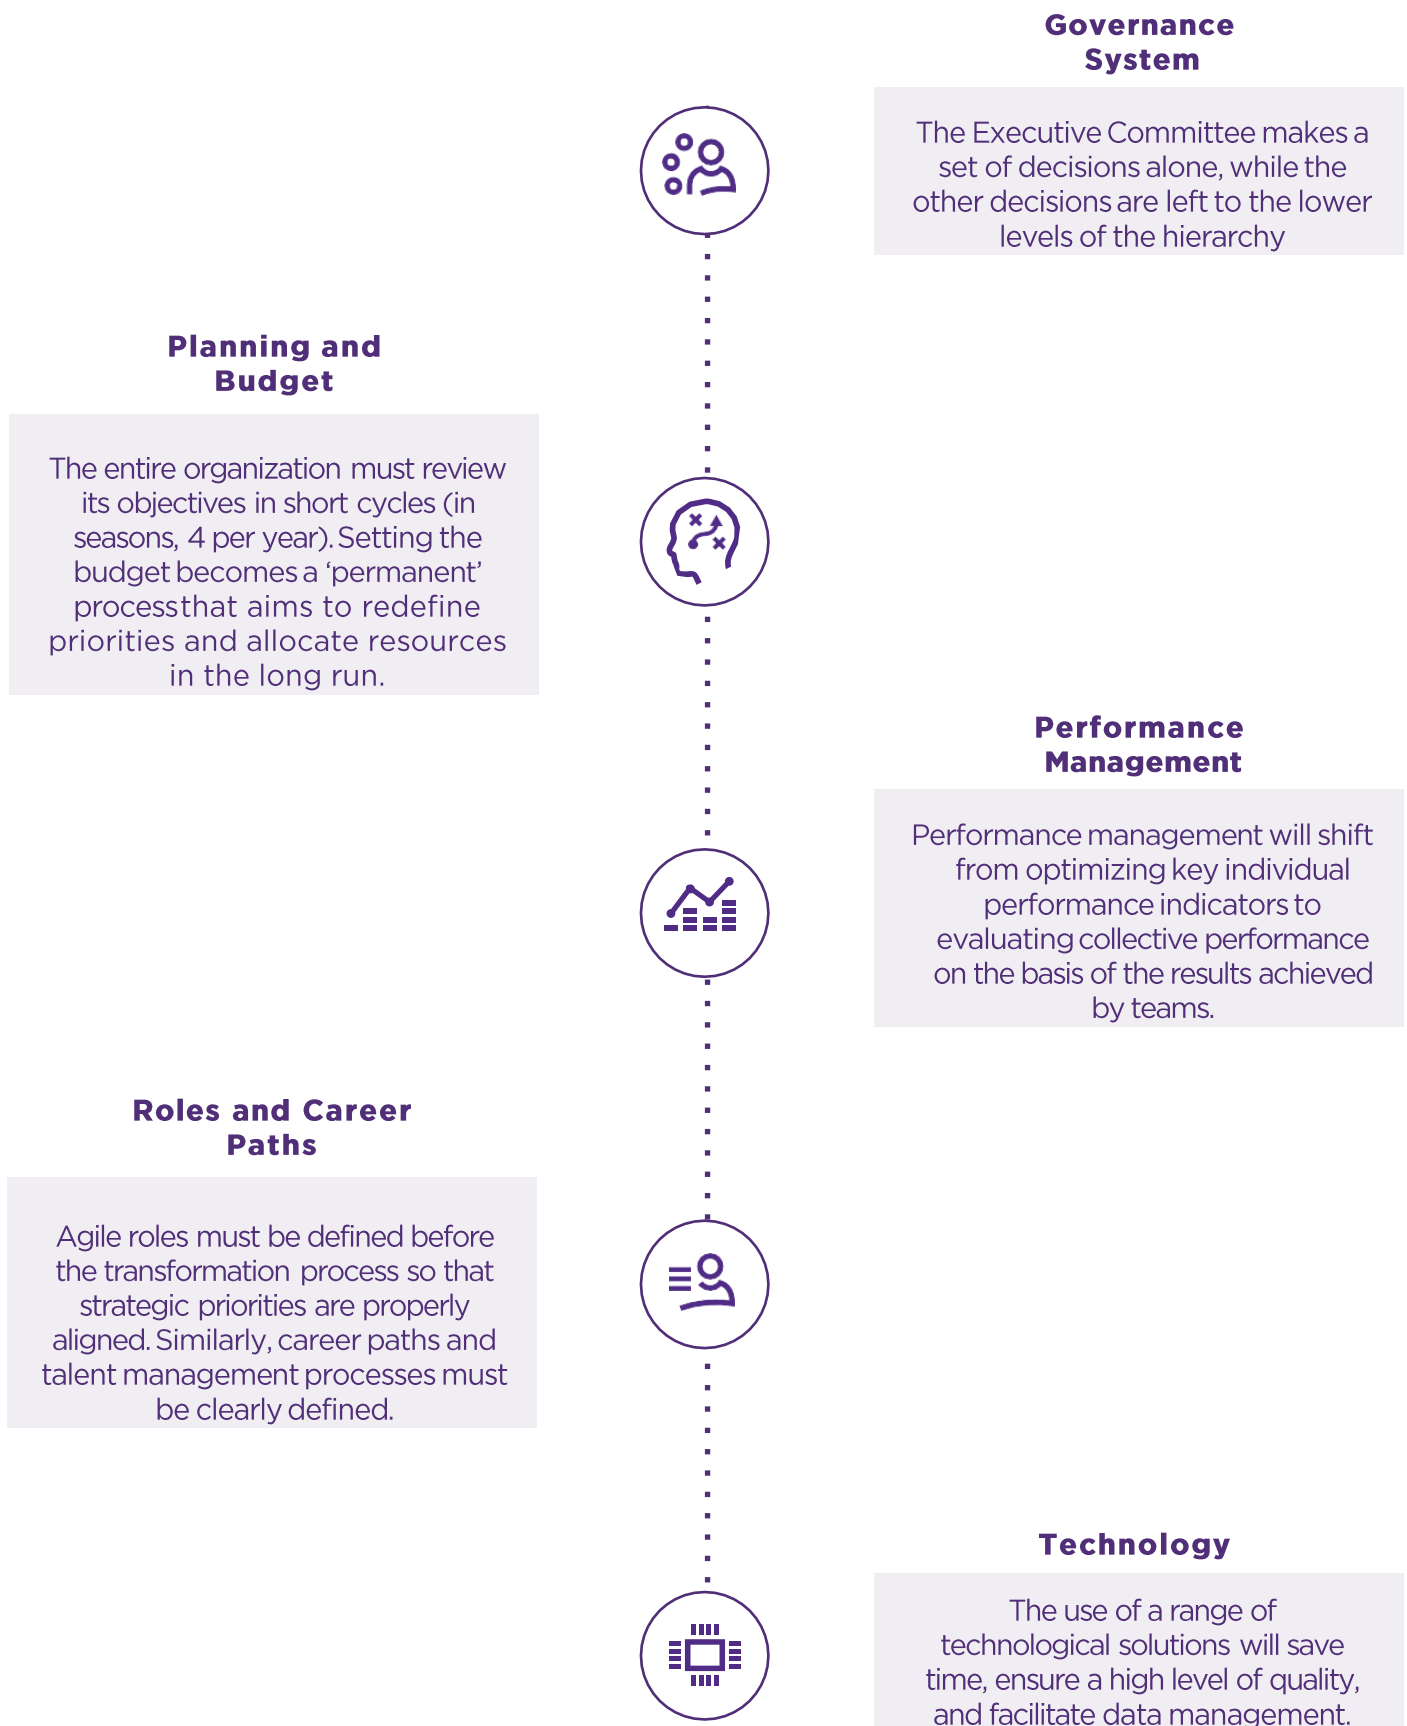 Governance
System
The Executive Committee makes a
set of decisions alone, while the
other decisions are left to the lower
levels of the hierarchy
Planning and
Budget
The entire organization must review
its objectives in short cycles (in
seasons, 4 per year). Setting the
budget becomes a ‘permanent’
process that aims to redefine
priorities and allocate resources
in the long run.
Performance
Management
Performance management will shift
from optimizing key individual
performance indicators to
evaluating collective performance
on the basis of the results achieved
by teams.
Roles and Career
Paths
Agile roles must be defined before
the transformation process so that
strategic priorities are properly
aligned. Similarly, career paths and
talent management processes must
be clearly defined.
Technology
The use of a range of
technological solutions will save
time, ensure a high level of quality,
and facilitate data management.